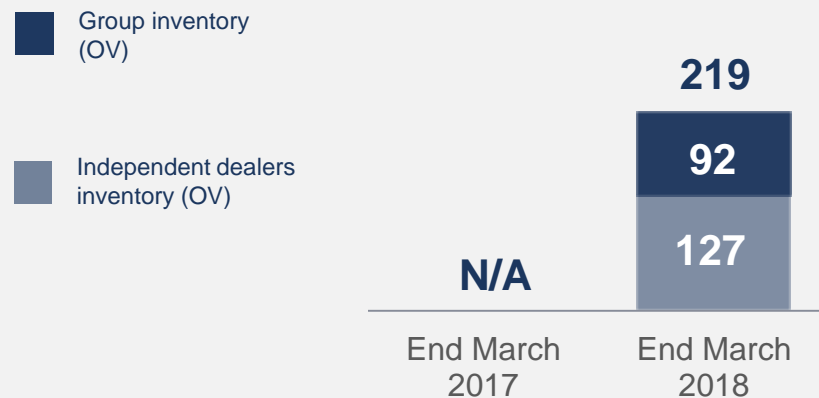 Group inventory
(OV)
Independent dealers
inventory (OV)
219
92
127
N/A
End March
2017
End March
2018